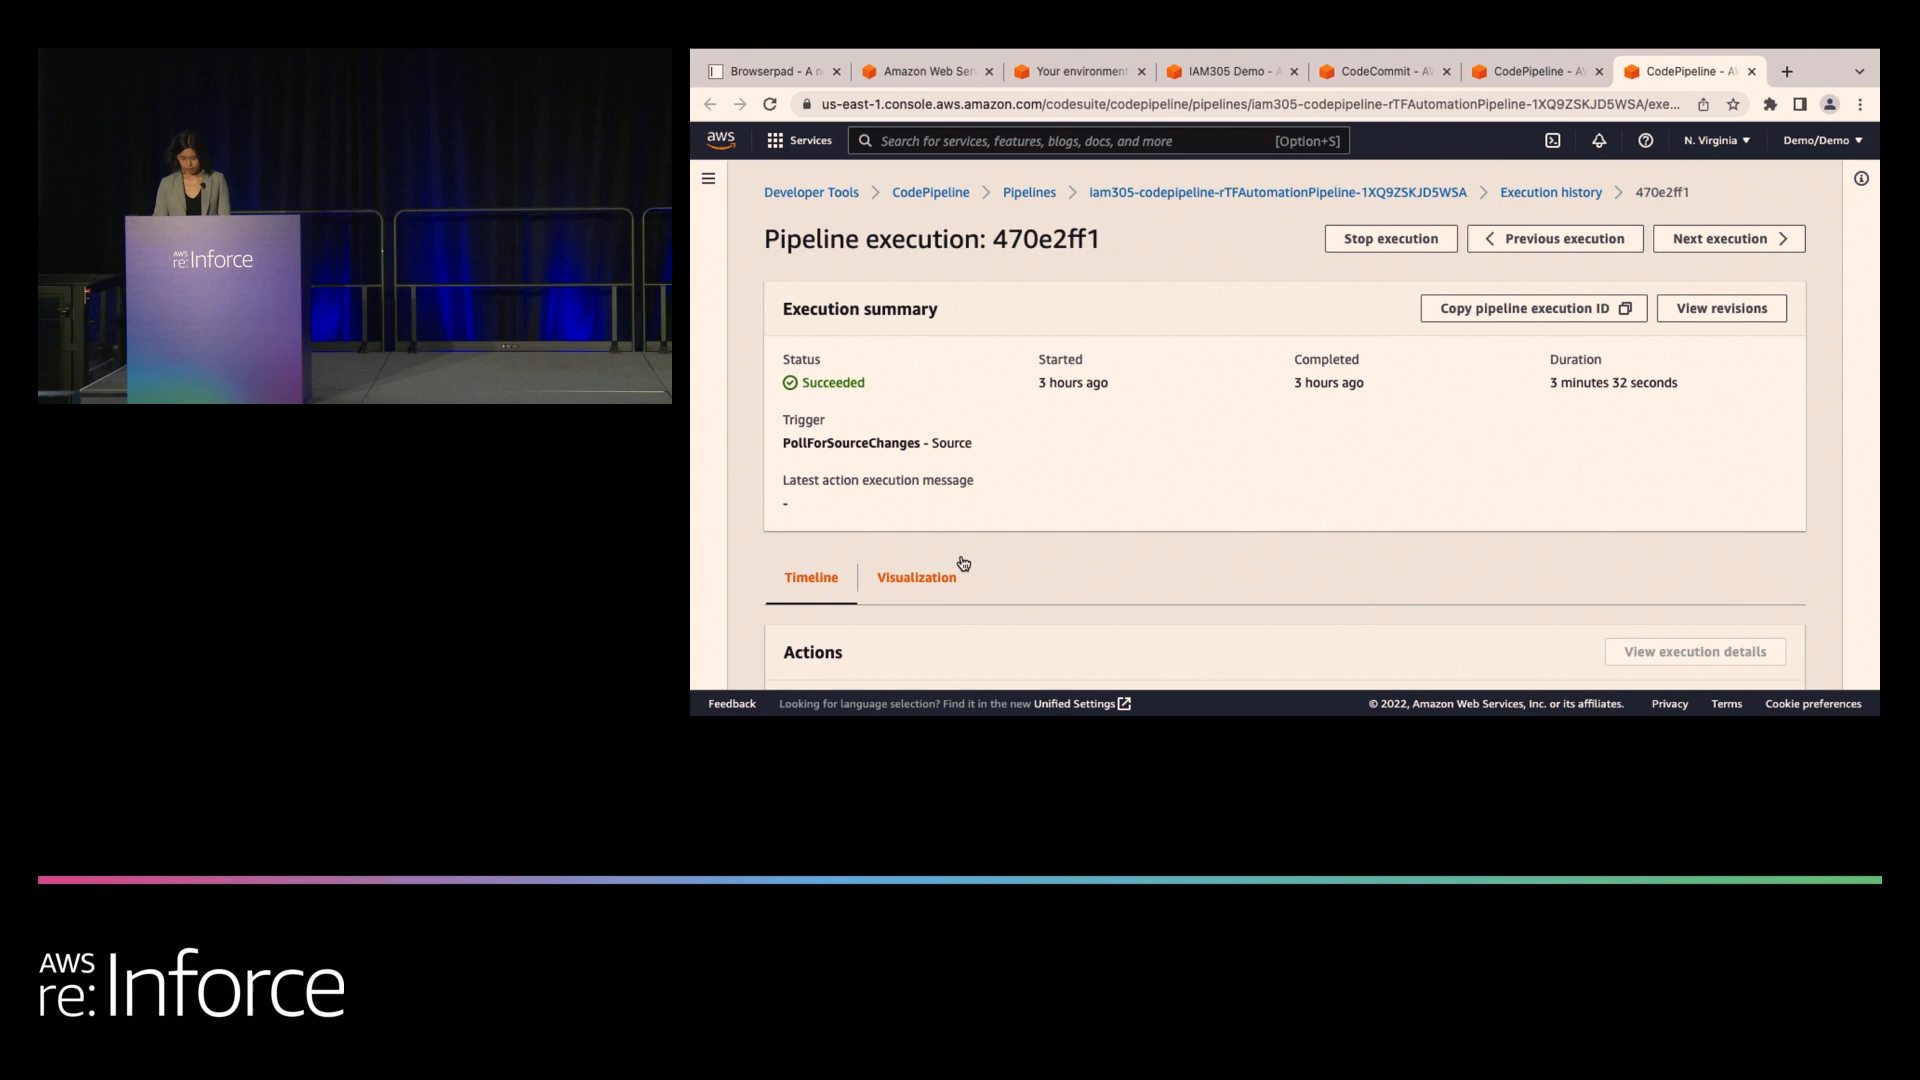 AWS
re:Inforce
Browserpad - A n
Amazon Web Ser
Your environment
IAM305 Demo - A
CodeCommit - AW
CodePipeline - AW
CodePipeline - AW
us-east-1.console.aws.amazon.com/codesuite/codepipeline/pipelines/iam305-codepipeline-rTFAutomationPipeline-1XQ9ZSKJD5WSA/exe...
aws
Services
Search for services, features, blogs, docs, and more
[Option+S]
N. Virginia
Demo/Demo
Developer Tools
CodePipeline
Pipelines
iam305-codepipeline-rTFAutomationPipeline-1XQ9ZSKJD5WSA
Execution history
470e2ff1
Pipeline execution: 470e2ff1
Stop execution
Previous execution
Next execution
Execution summary
Copy pipeline execution ID
View revisions
Status
Started
Completed
Duration
Succeeded
3 hours ago
3 hours ago
3 minutes 32 seconds
Trigger
PollForSourceChanges - Source
Latest action execution message
-
Timeline
Visualization
Actions
View execution details
Feedback
Looking for language selection? Find it in the new Unified Settings
© 2022, Amazon Web Services, Inc. or its affiliates.
Privacy
Terms
Cookie preferences
AWS
re:Inforce